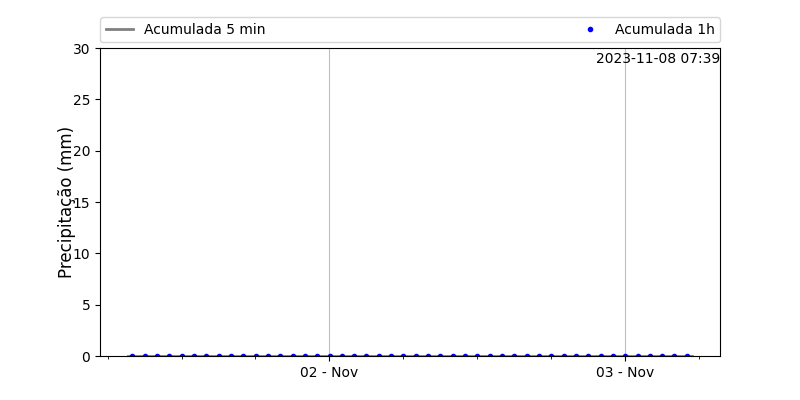 Acumulada 5 min
Acumulada 1h
2023-11-08 07:39
Precipitação (mm)
30
25
20
15
10
5
0
02 - Nov
03 - Nov